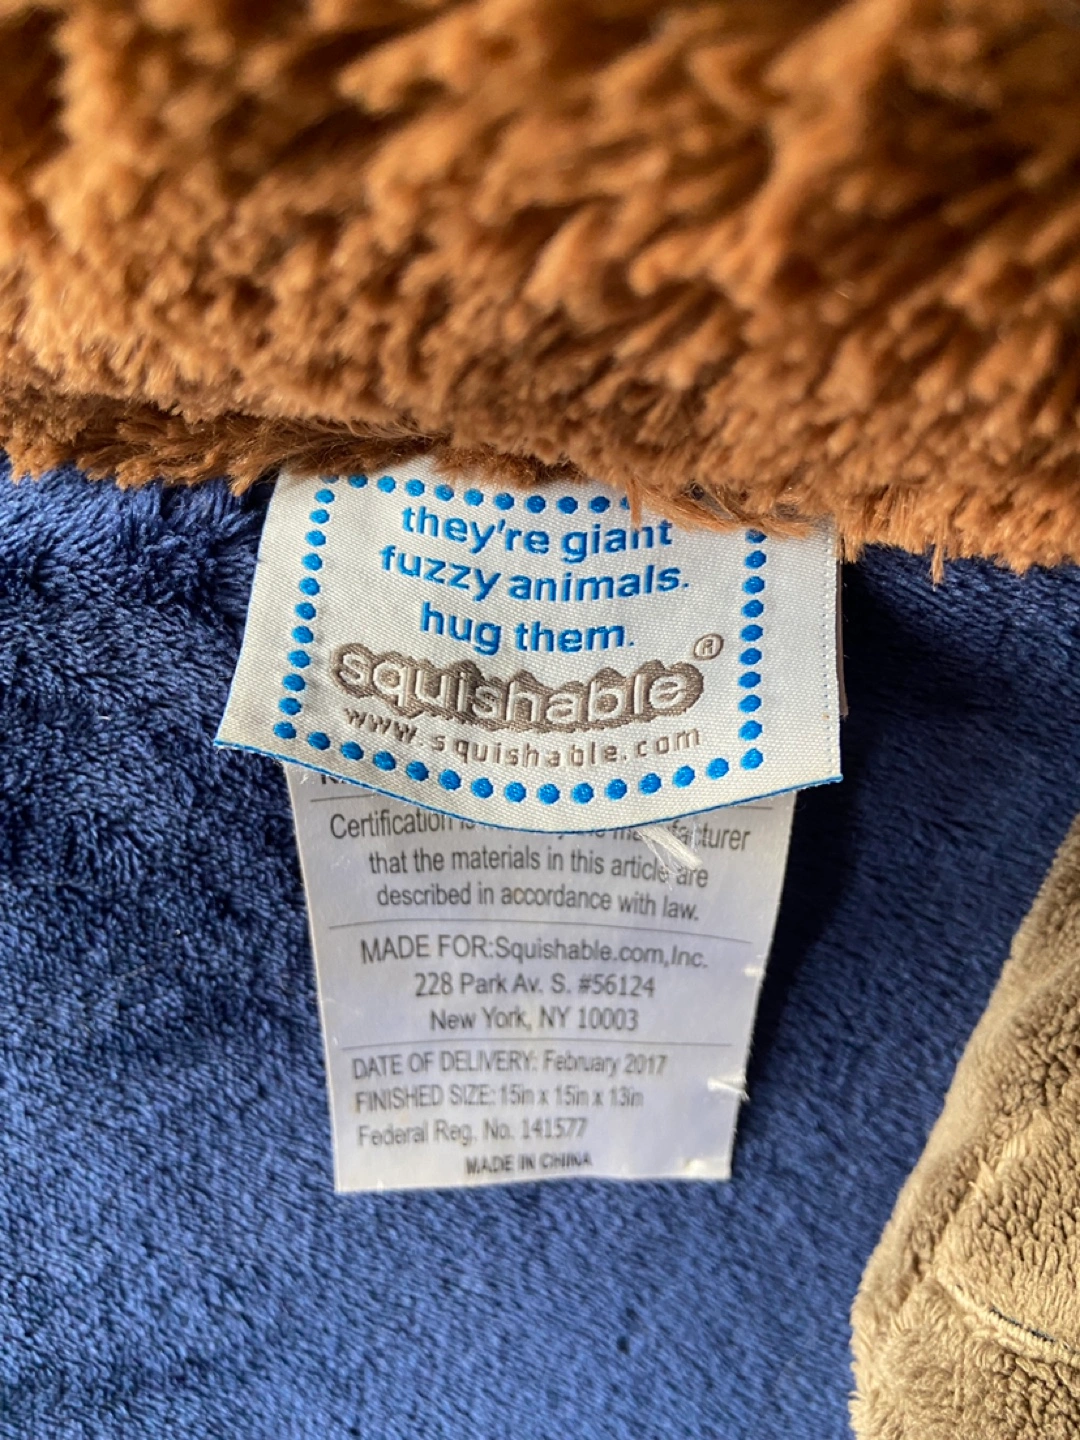 they're giant
fuzzy animals.
hug them.
squishable®
www.squishable.com
Certification is manufacturer
that the materials in this article are
described in accordance with law.
MADE FOR:Squishable.com,Inc.
228 Park Av. S. #56124
New York, NY 10003
DATE OF DELIVERY: February 2017
FINISHED SIZE: 15in x 15in x 13in
Federal Reg. No. 141577
MADE IN CHINA